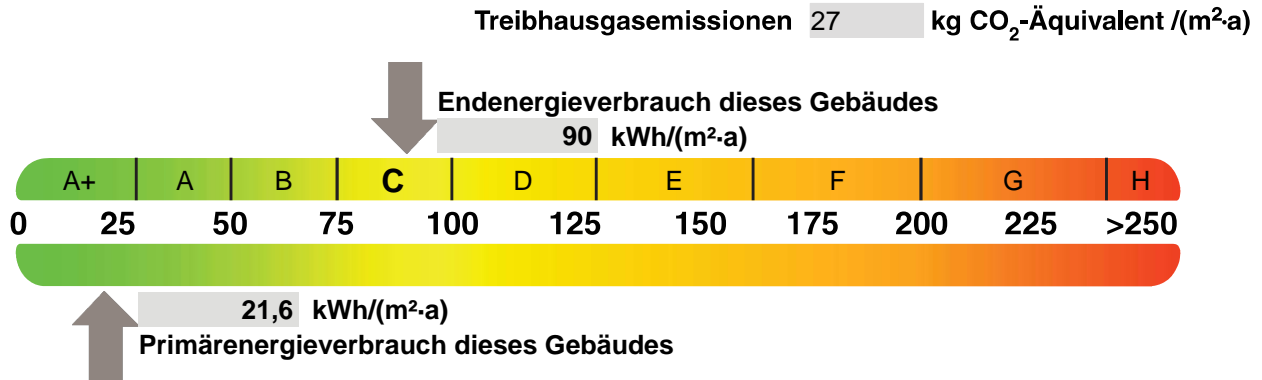 Treibhausgasemissionen 27 kg CO₂-Äquivalent /(m²·a)
Endenergieverbrauch dieses Gebäudes
90 kWh/(m²·a)
A+ A B C D E F G H
0 25 50 75 100 125 150 175 200 225 >250
21,6 kWh/(m²·a)
Primärenergieverbrauch dieses Gebäudes